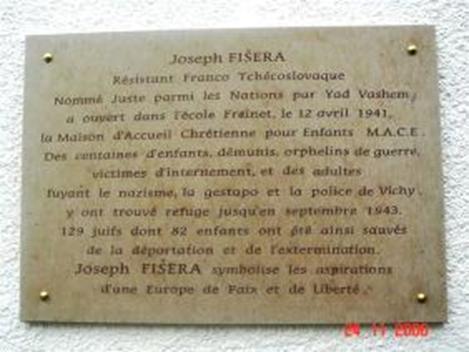 Joseph FIŠERA
Résistant Franco Tchécoslovaque
Nommé Juste parmi les Nations par Yad Vashem,
a ouvert dans l'école Freinet, le 12 avril 1941,
la Maison d'Accueil Chrétienne pour Enfants M.A.C.E.
Des centaines d'enfants, démunis, orphelins de guerre,
victimes d'internement, et des adultes
fuyant le nazisme, la gestapo et la police de Vichy,
y ont trouvé refuge jusqu'en septembre 1943.
129 juifs dont 82 enfants ont été ainsi sauvés
de la déportation et de l'extermination.
Joseph FIŠERA symbolise les aspirations
d'une Europe de Paix et de Liberté.
24 11 2006